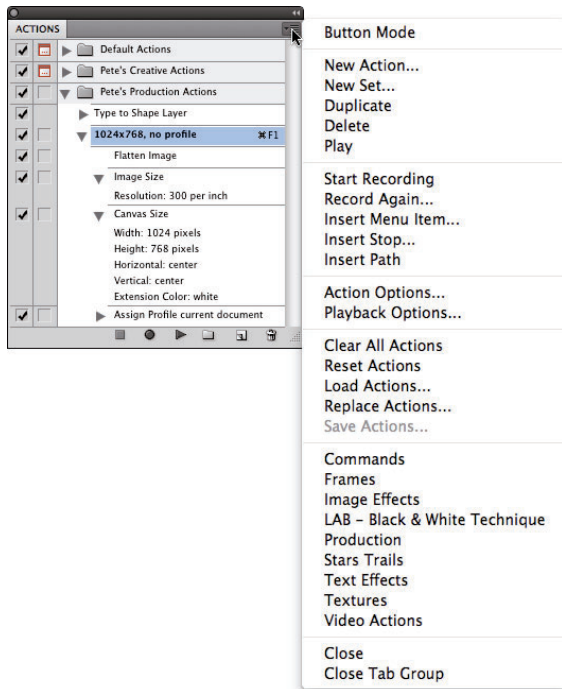 ACTIONS
Default Actions
Pete's Creative Actions
Pete's Production Actions
Type to Shape Layer
1024x768, no profile ⌘F1
Flatten Image
Image Size
Resolution: 300 per inch
Canvas Size
Width: 1024 pixels
Height: 768 pixels
Horizontal: center
Vertical: center
Extension Color: white
Assign Profile current document
Button Mode
New Action...
New Set...
Duplicate
Delete
Play
Start Recording
Record Again...
Insert Menu Item...
Insert Stop...
Insert Path
Action Options...
Playback Options...
Clear All Actions
Reset Actions
Load Actions...
Replace Actions...
Save Actions...
Commands
Frames
Image Effects
LAB – Black & White Technique
Production
Stars Trails
Text Effects
Textures
Video Actions
Close
Close Tab Group